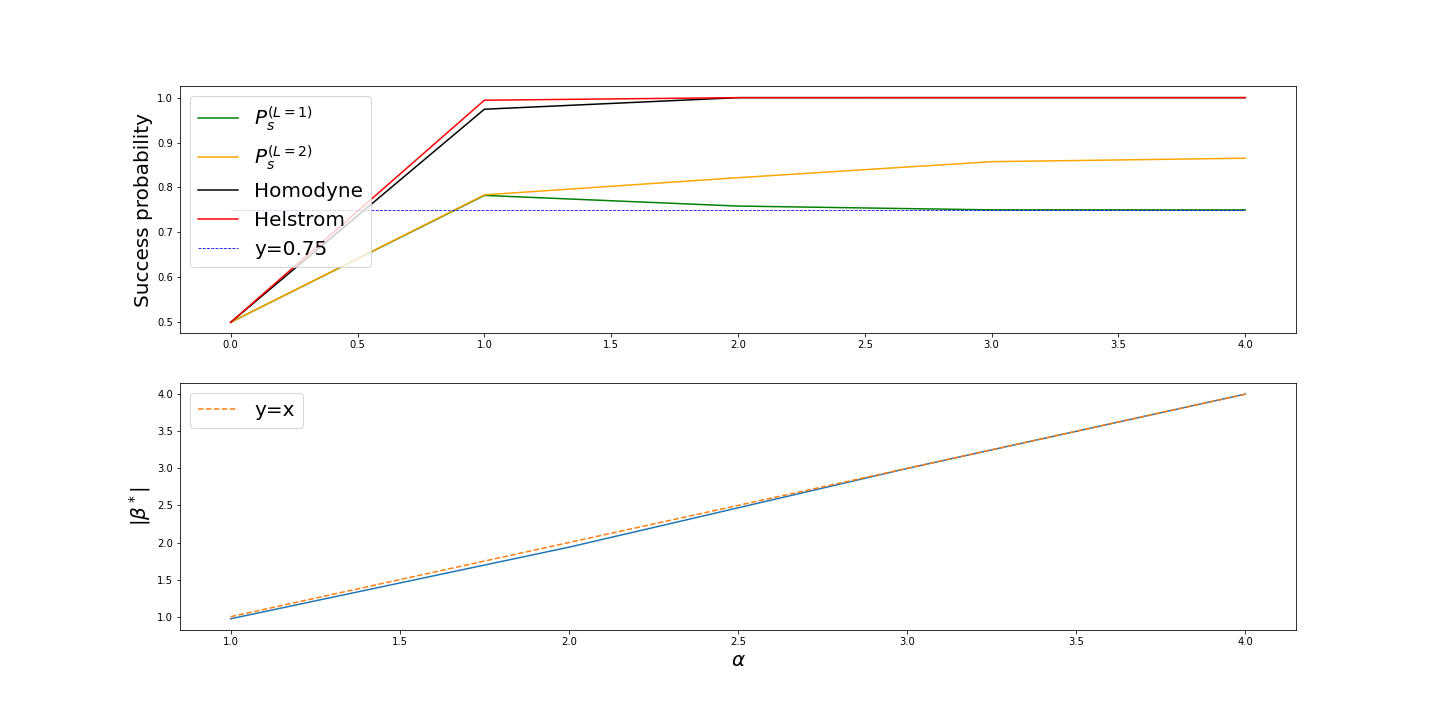 Success probability
1.0
0.9
0.8
0.7
0.6
0.5
P_s^{(L=1)}
P_s^{(L=2)}
Homodyne
Helstrom
y=0.75
0.0 0.5 1.0 1.5 2.0 2.5 3.0 3.5 4.0
|β*|
4.0
3.5
3.0
2.5
2.0
1.5
1.0
y=x
1.0 1.5 2.0 2.5 3.0 3.5 4.0
α